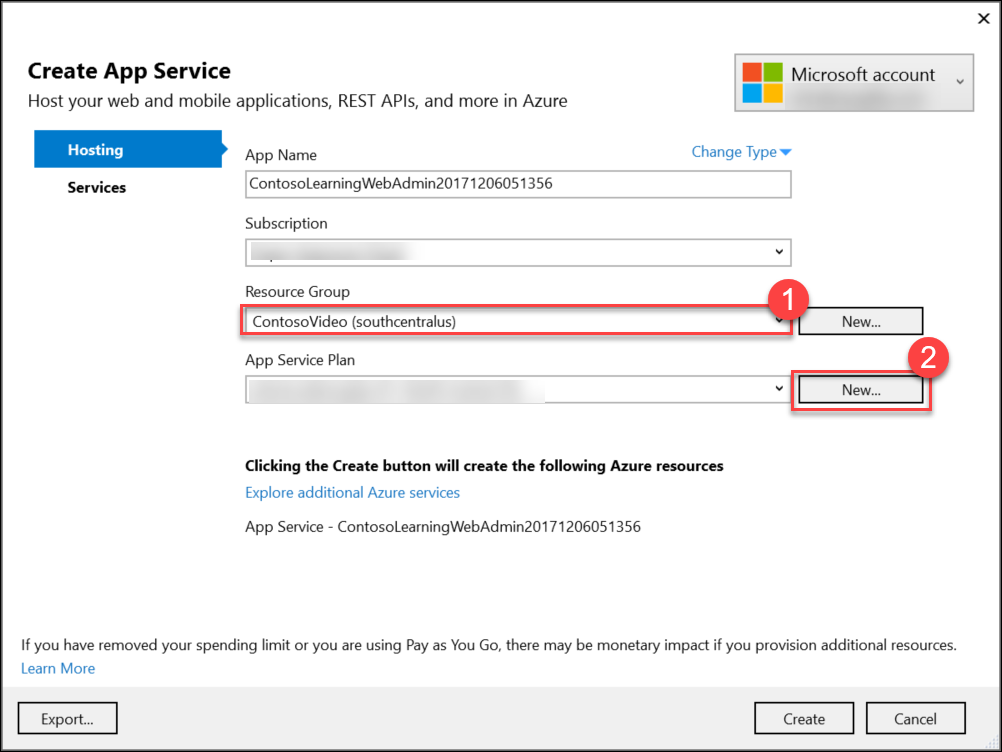 Create App Service
Host your web and mobile applications, REST APIs, and more in Azure
Microsoft account
Hosting
Services
App Name
Change Type
ContosoLearningWebAdmin20171206051356
Subscription
Resource Group
1
ContosoVideo (southcentralus)
New...
App Service Plan
2
New...
Clicking the Create button will create the following Azure resources
Explore additional Azure services
App Service - ContosoLearningWebAdmin20171206051356
If you have removed your spending limit or you are using Pay as You Go, there may be monetary impact if you provision additional resources.
Learn More
Export...
Create
Cancel